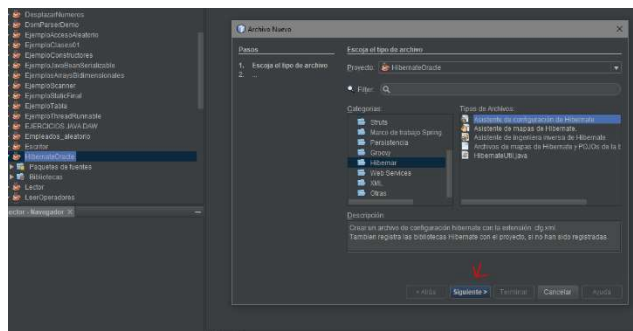 DesplazarNumeros
DomParserDemo
EjemploAccesoAleatorio
EjemploClases01
EjemploConstructores
EjemploJavaBeanSerializable
EjemplosArraysBidimensionales
EjemploScanner
EjemploStaticFinal
EjemploTabla
EjemploThreadRunnable
EJERCICIOS JAVA DAW
Empleados_aleatorio
Escritor
HibernateOracle
Paquetes de fuentes
Bibliotecas
Lector
LeerOperadores
ector - Navegador
Archivo Nuevo
Pasos
1. Escoja el tipo de archivo
2. ...
Escoja el tipo de archivo
Proyecto: HibernateOracle
Filter:
Categorías:
Struts
Marco de trabajo Spring
Persistencia
Groovy
Hibernar
Web Services
XML
Otras
Tipos de Archivos:
Asistente de configuración de Hibernate
Asistente de mapas de Hibernate.
Asistente de ingeniera inversa de Hibernate
Archivos de mapas de Hibernate y POJOs de la b
HibernateUtil.java
Descripción
Crear un archivo de configuración hibernate con la extensión .cfg.xml.
Tambien registra las bibliotecas Hibernate con el proyecto, si no han sido registradas.
< Atrás
Siguiente >
Terminar
Cancelar
Ayuda